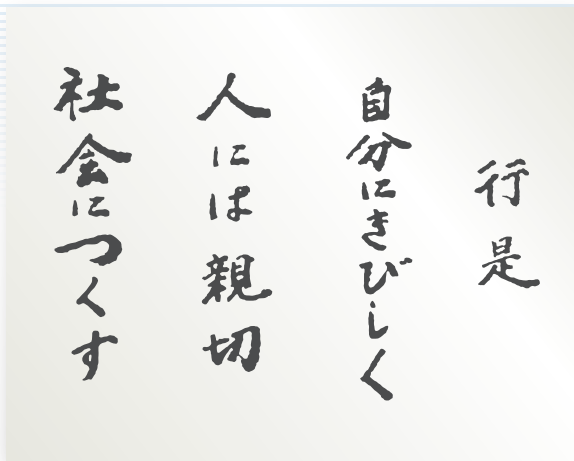 行是
自分にきびしく
人には親切
社会につくす